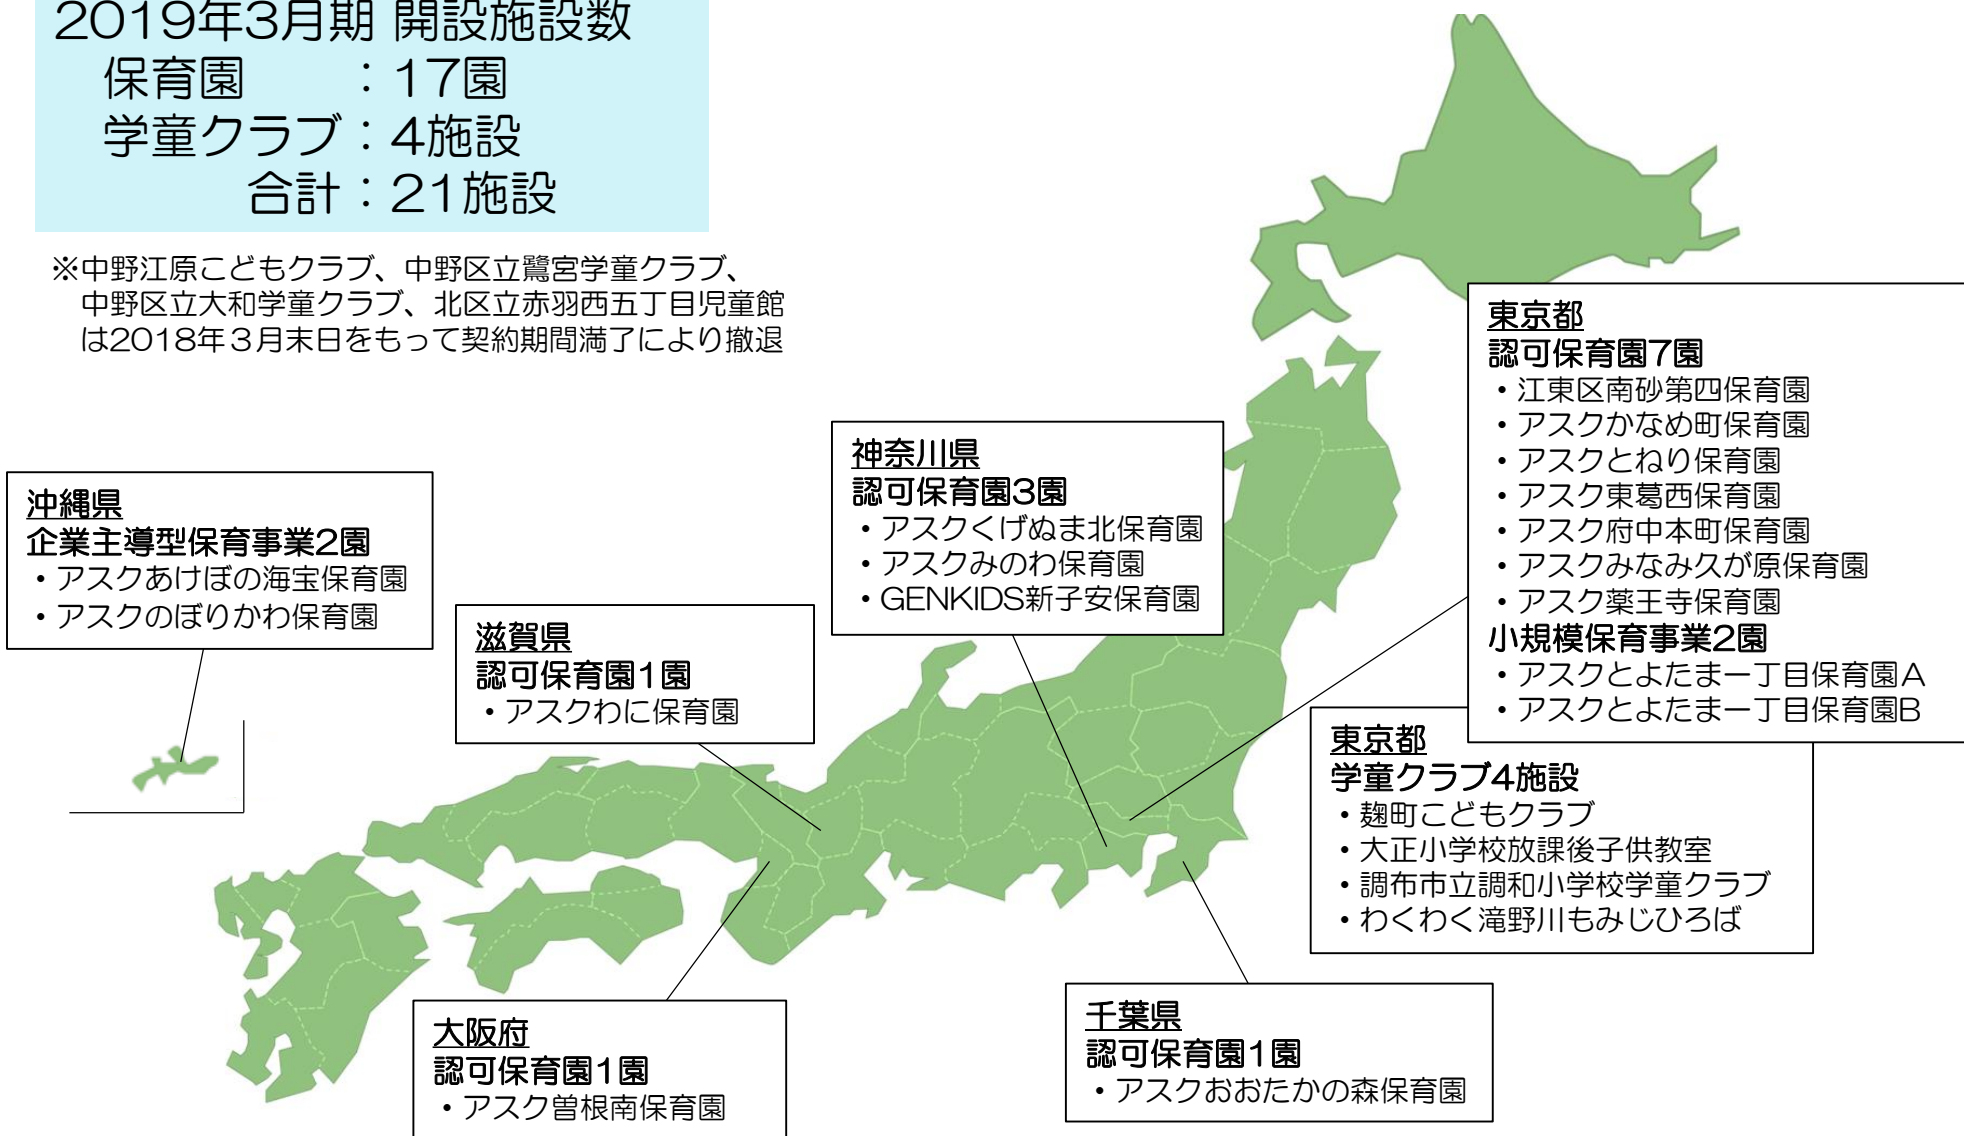 2019年3月期 開設施設数
保育園　　：17園
学童クラブ：4施設
合計：21施設
※中野江原こどもクラブ、中野区立鷺宮学童クラブ、
中野区立大和学童クラブ、北区立赤羽西五丁目児童館
は2018年３月末日をもって契約期間満了により撤退
沖縄県
企業主導型保育事業2園
・アスクあけぼの海宝保育園
・アスクのぼりかわ保育園
滋賀県
認可保育園1園
・アスクわに保育園
神奈川県
認可保育園3園
・アスクくげぬま北保育園
・アスクみのわ保育園
・GENKIDS新子安保育園
東京都
認可保育園7園
・江東区南砂第四保育園
・アスクかなめ町保育園
・アスクとねり保育園
・アスク東葛西保育園
・アスク府中本町保育園
・アスクみなみ久が原保育園
・アスク薬王寺保育園
小規模保育事業2園
・アスクとよたま一丁目保育園A
・アスクとよたま一丁目保育園B
東京都
学童クラブ4施設
・麹町こどもクラブ
・大正小学校放課後子供教室
・調布市立調和小学校学童クラブ
・わくわく滝野川もみじひろば
大阪府
認可保育園1園
・アスク曽根南保育園
千葉県
認可保育園1園
・アスクおおたかの森保育園